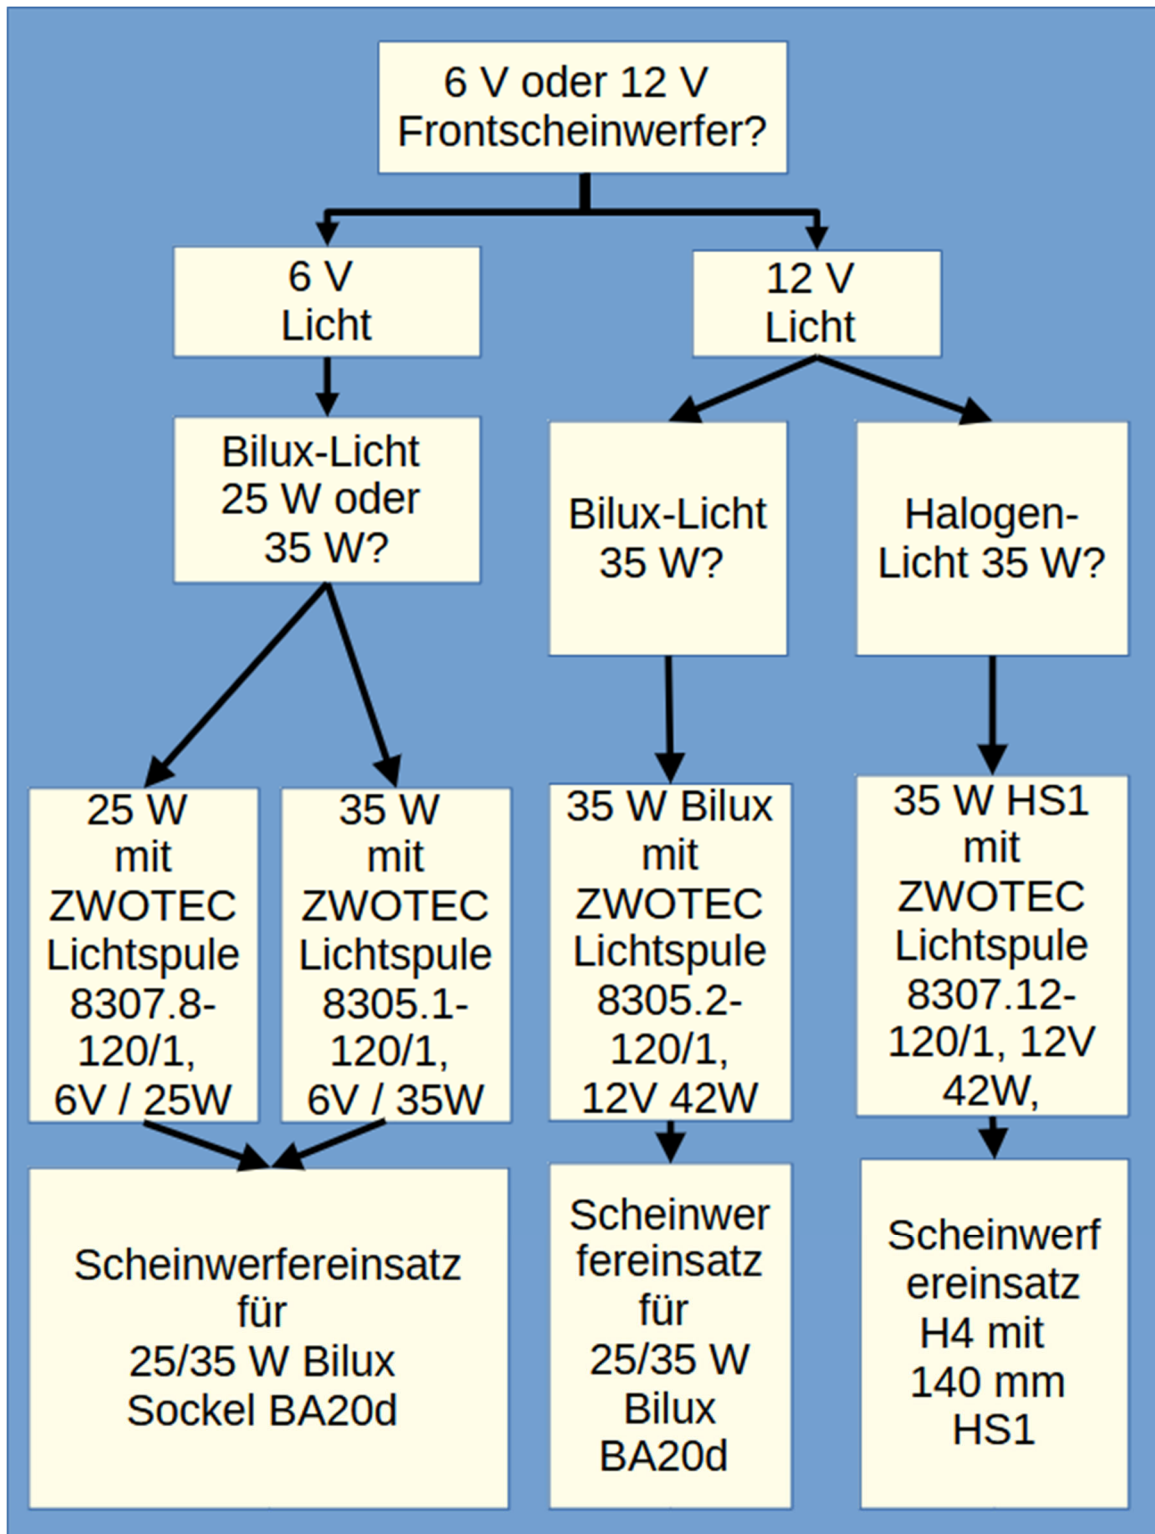 6 V oder 12 V
Frontscheinwerfer?
6 V
Licht
12 V
Licht
Bilux-Licht
25 W oder
35 W?
Bilux-Licht
35 W?
Halogen-
Licht 35 W?
25 W
mit
ZWOTEC
Lichtspule
8307.8-
120/1,
6V / 25W
35 W
mit
ZWOTEC
Lichtspule
8305.1-
120/1,
6V / 35W
35 W Bilux
mit
ZWOTEC
Lichtspule
8305.2-
120/1,
12V 42W
35 W HS1
mit
ZWOTEC
Lichtspule
8307.12-
120/1, 12V
42W,
Scheinwerfereinsatz
für
25/35 W Bilux
Sockel BA20d
Scheinwer
fereinsatz
für
25/35 W
Bilux
BA20d
Scheinwerf
ereinsatz
H4 mit
140 mm
HS1